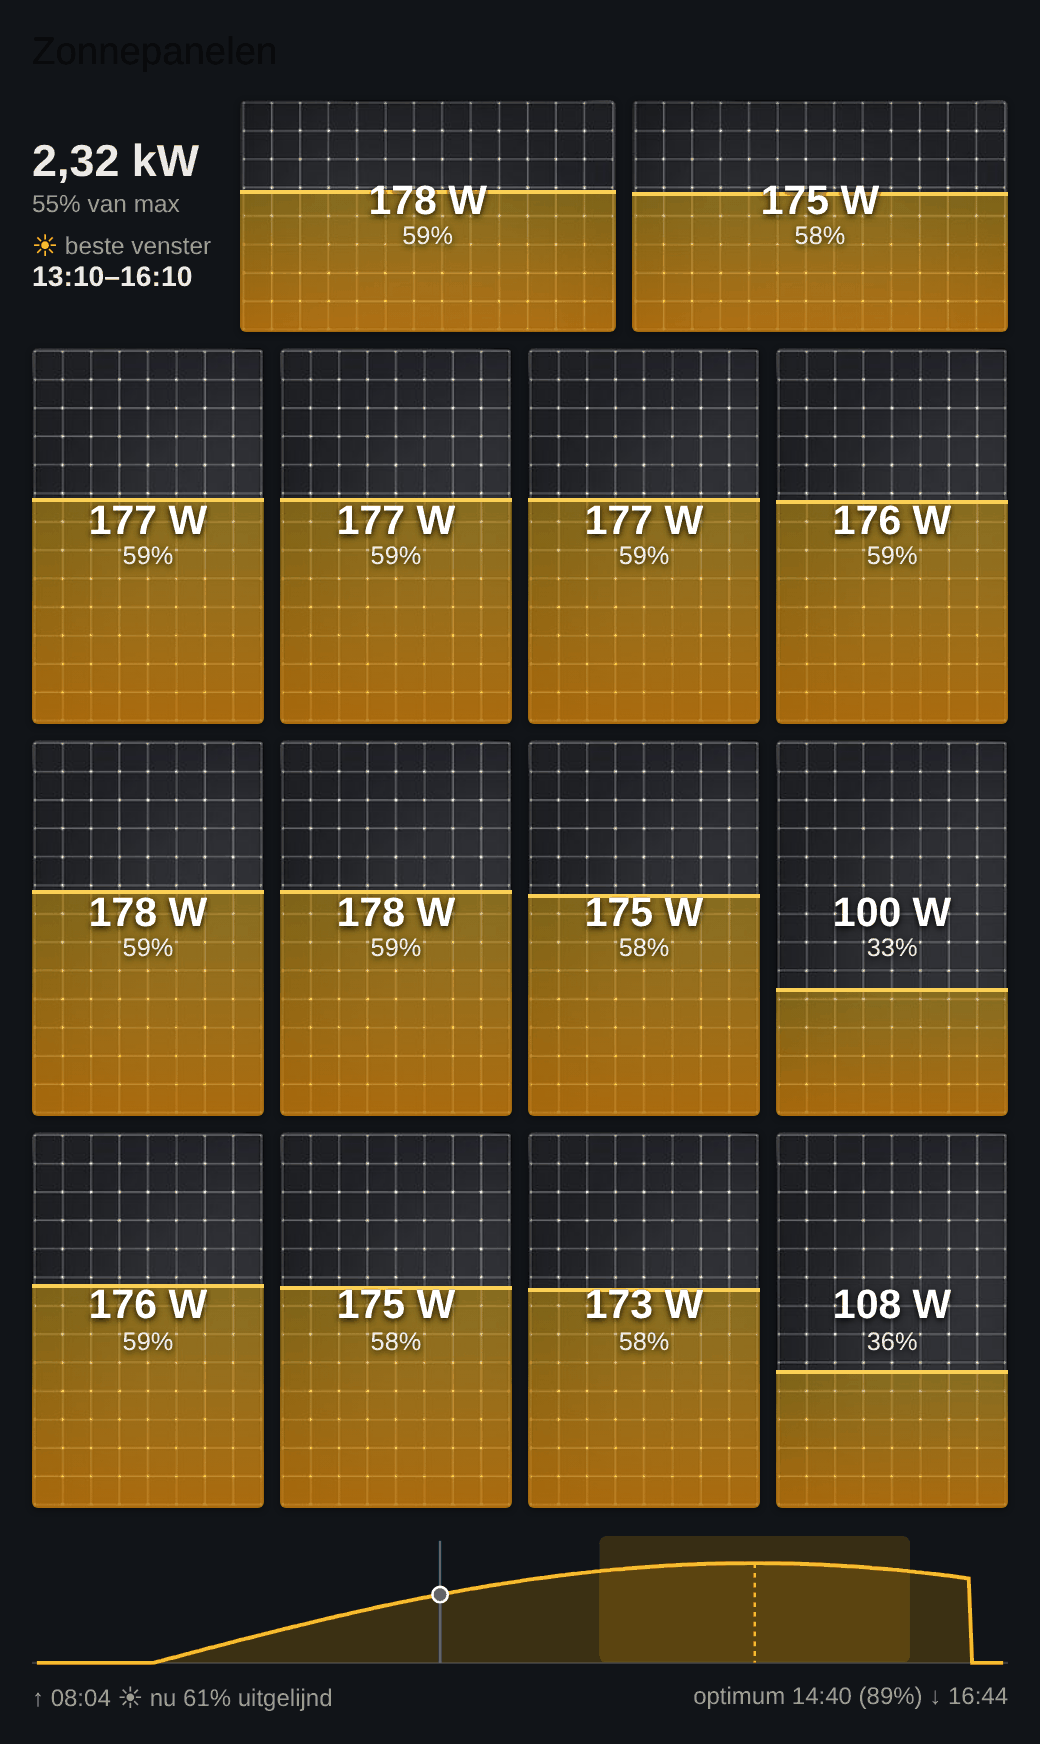 Zonnepanelen
2,32 kW
55% van max
beste venster
13:10–16:10
178 W
59%
175 W
58%
177 W
59%
177 W
59%
177 W
59%
176 W
59%
178 W
59%
178 W
59%
175 W
58%
100 W
33%
176 W
59%
175 W
58%
173 W
58%
108 W
36%
↑ 08:04 ☀ nu 61% uitgelijnd
optimum 14:40 (89%) ↓ 16:44